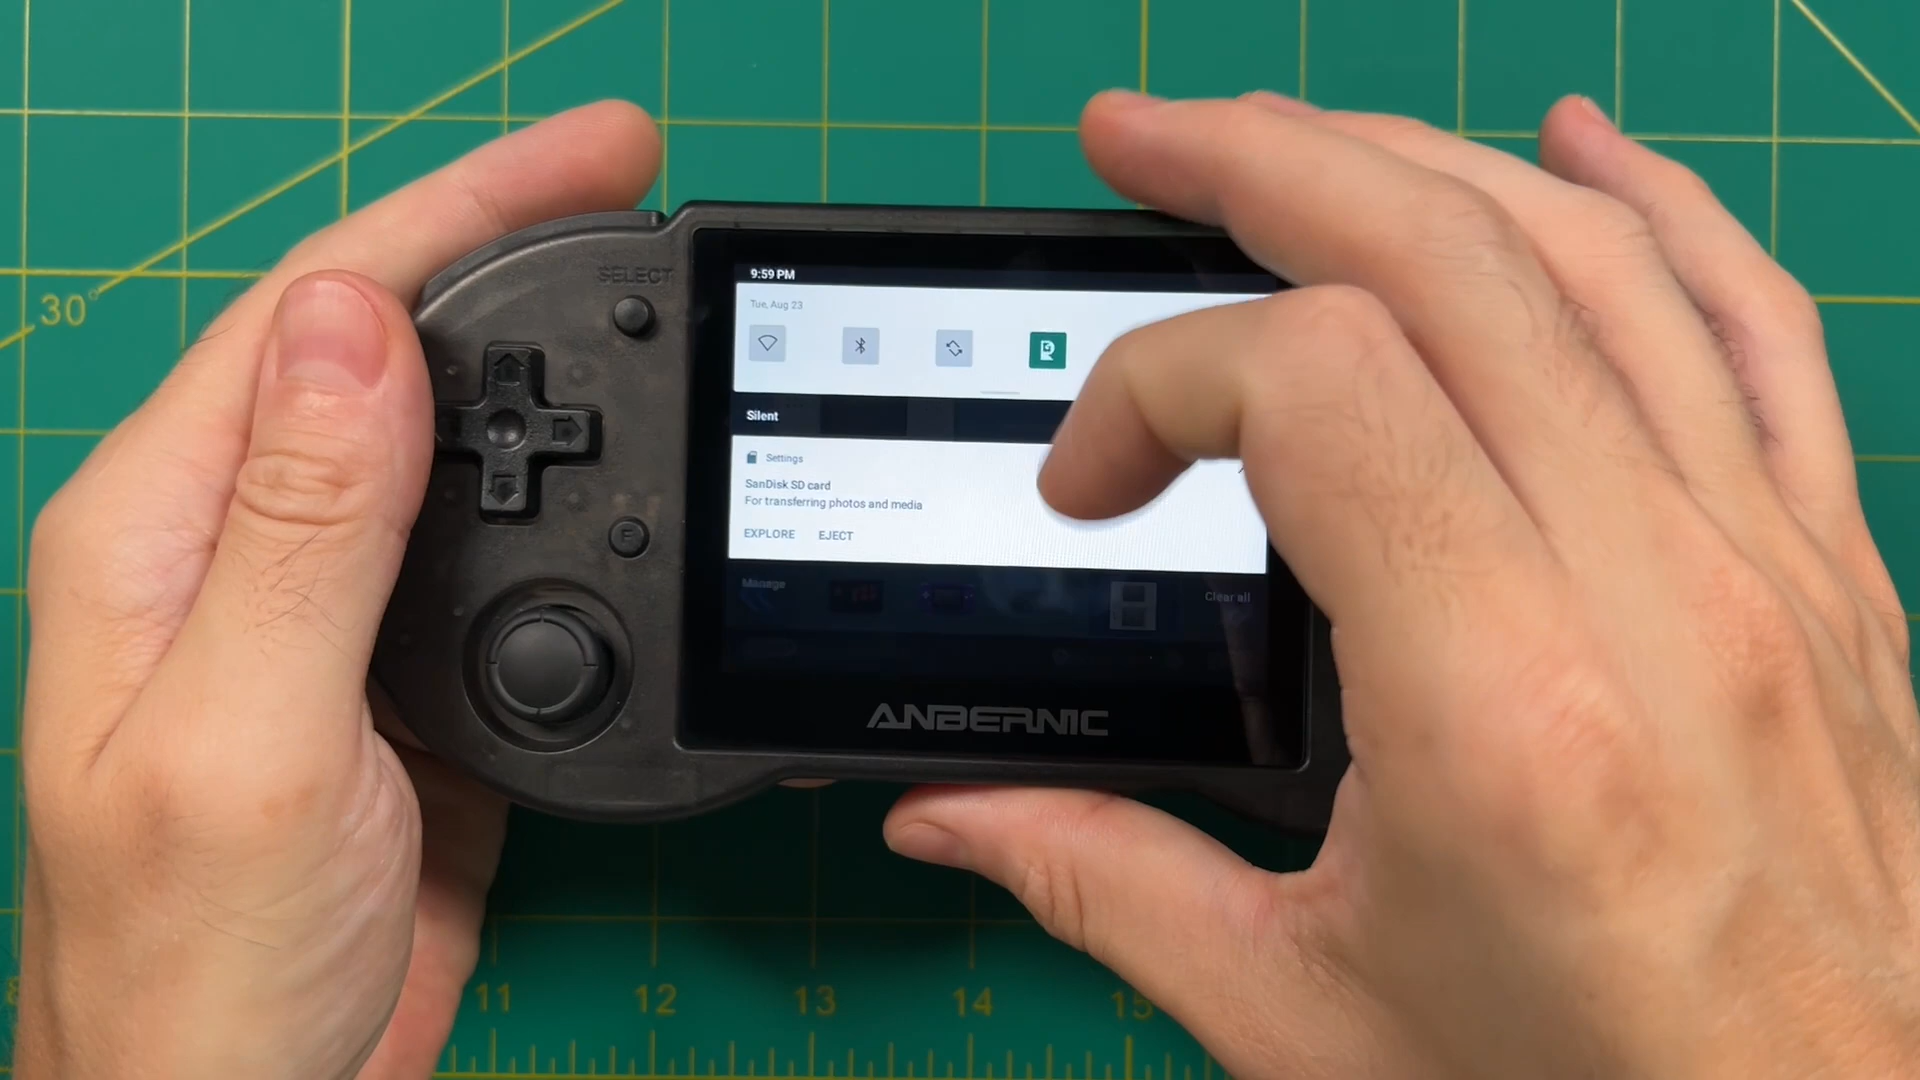 30°
SELECT
9:59 PM
Tue, Aug 23
Silent
Settings
SanDisk SD card
For transferring photos and media
EXPLORE EJECT
F
Manage
Clear all
ANBERNIC
11 12 13 14 15